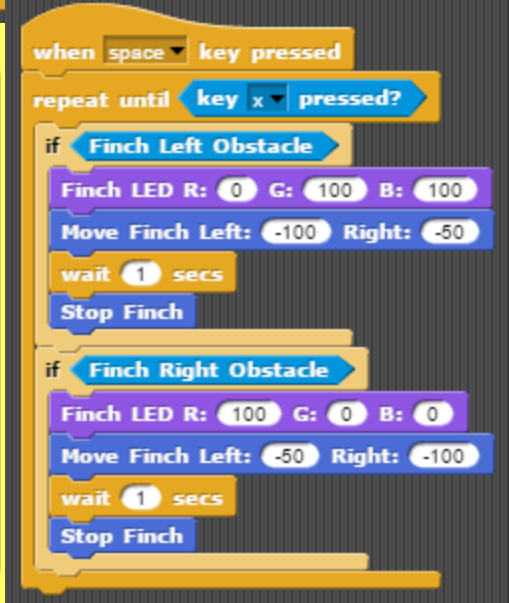 when space key pressed
repeat until key x pressed?
if Finch Left Obstacle
Finch LED R: 0 G: 100 B: 100
Move Finch Left: -100 Right: -50
wait 1 secs
Stop Finch
if Finch Right Obstacle
Finch LED R: 100 G: 0 B: 0
Move Finch Left: -50 Right: -100
wait 1 secs
Stop Finch